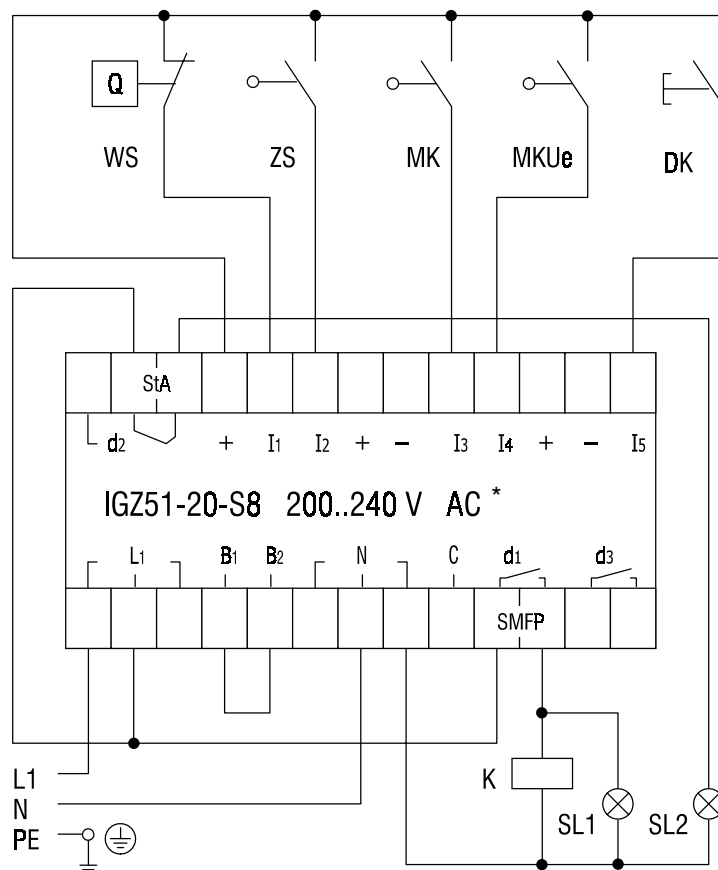 Q
WS ZS MK MKUe DK
StA
d2 + I1 I2 + − I3 I4 + − I5
IGZ51-20-S8 200..240 V AC *
L1 B1 B2 N C d1 d3
SMFP
L1
N
PE
K
SL1
SL2